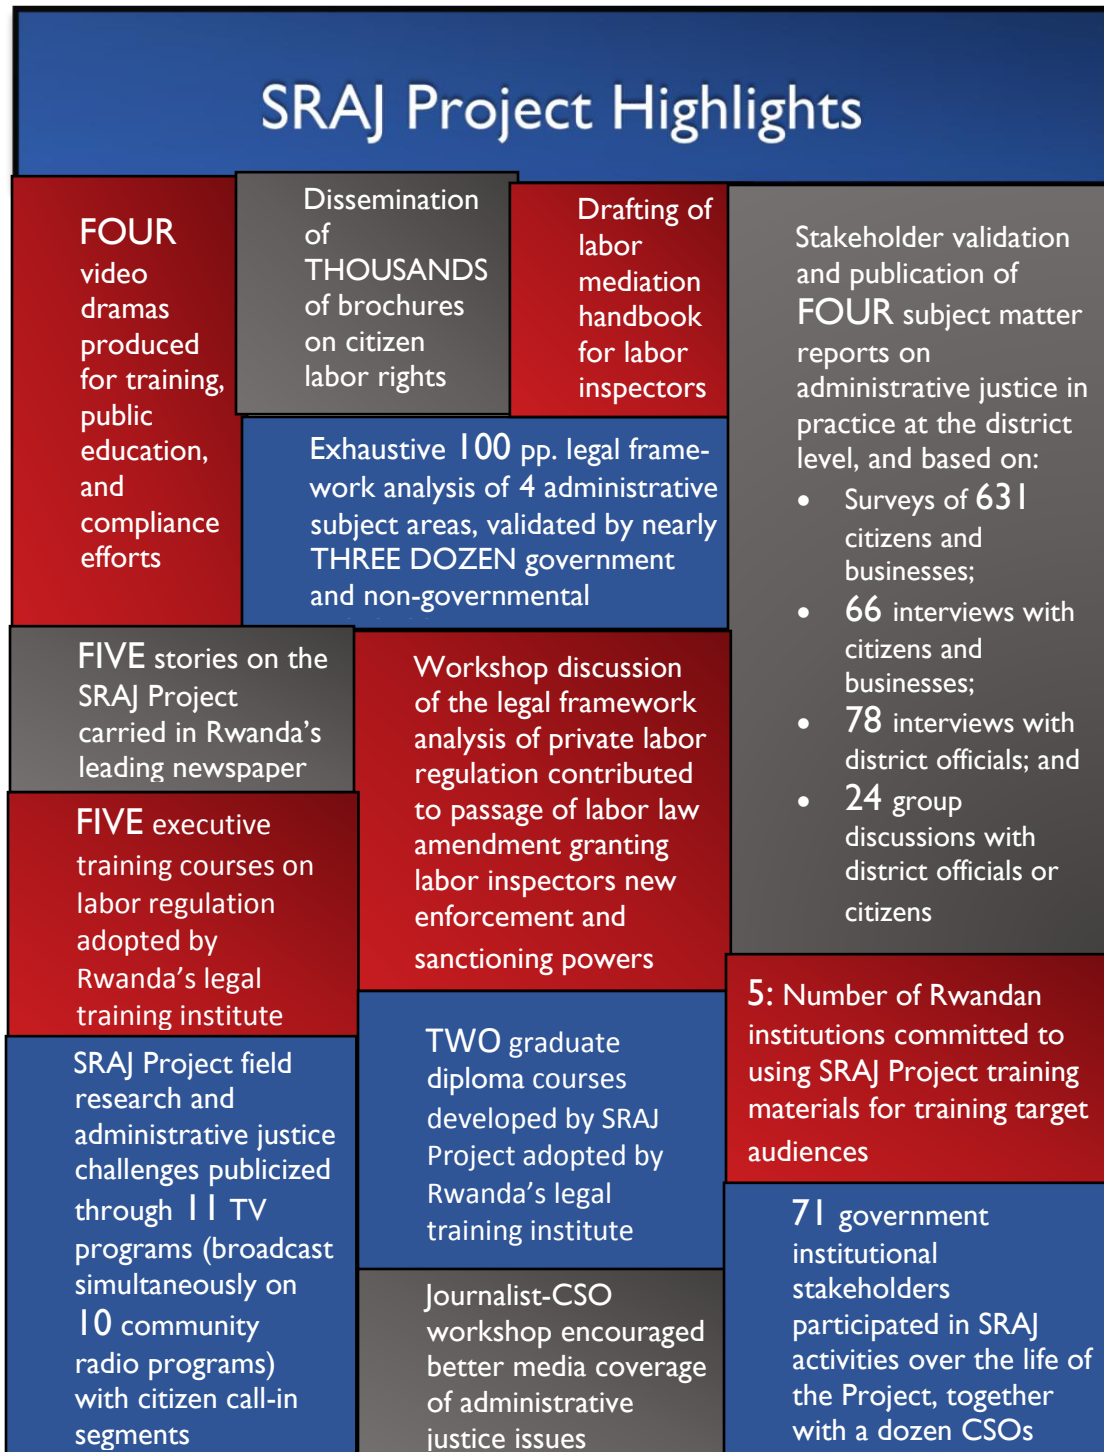 SRAJ Project Highlights
FOUR
video
dramas
produced
for training,
public
education,
and
compliance
efforts
Dissemination
of
THOUSANDS
of brochures
on citizen
labor rights
Drafting of
labor
mediation
handbook
for labor
inspectors
Stakeholder validation
and publication of
FOUR subject matter
reports on
administrative justice in
practice at the district
level, and based on:
• Surveys of 631
citizens and
businesses;
• 66 interviews with
citizens and
businesses;
• 78 interviews with
district officials; and
• 24 group
discussions with
district officials or
citizens
Exhaustive 100 pp. legal frame-
work analysis of 4 administrative
subject areas, validated by nearly
THREE DOZEN government
and non-governmental
FIVE stories on the
SRAJ Project
carried in Rwanda’s
leading newspaper
Workshop discussion
of the legal framework
analysis of private labor
regulation contributed
to passage of labor law
amendment granting
labor inspectors new
enforcement and
sanctioning powers
FIVE executive
training courses on
labor regulation
adopted by
Rwanda’s legal
training institute
5: Number of Rwandan
institutions committed to
using SRAJ Project training
materials for training target
audiences
SRAJ Project field
research and
administrative justice
challenges publicized
through 11 TV
programs (broadcast
simultaneously on
10 community
radio programs)
with citizen call-in
segments
TWO graduate
diploma courses
developed by SRAJ
Project adopted by
Rwanda’s legal
training institute
71 government
institutional
stakeholders
participated in SRAJ
activities over the life of
the Project, together
with a dozen CSOs
Journalist-CSO
workshop encouraged
better media coverage
of administrative
justice issues